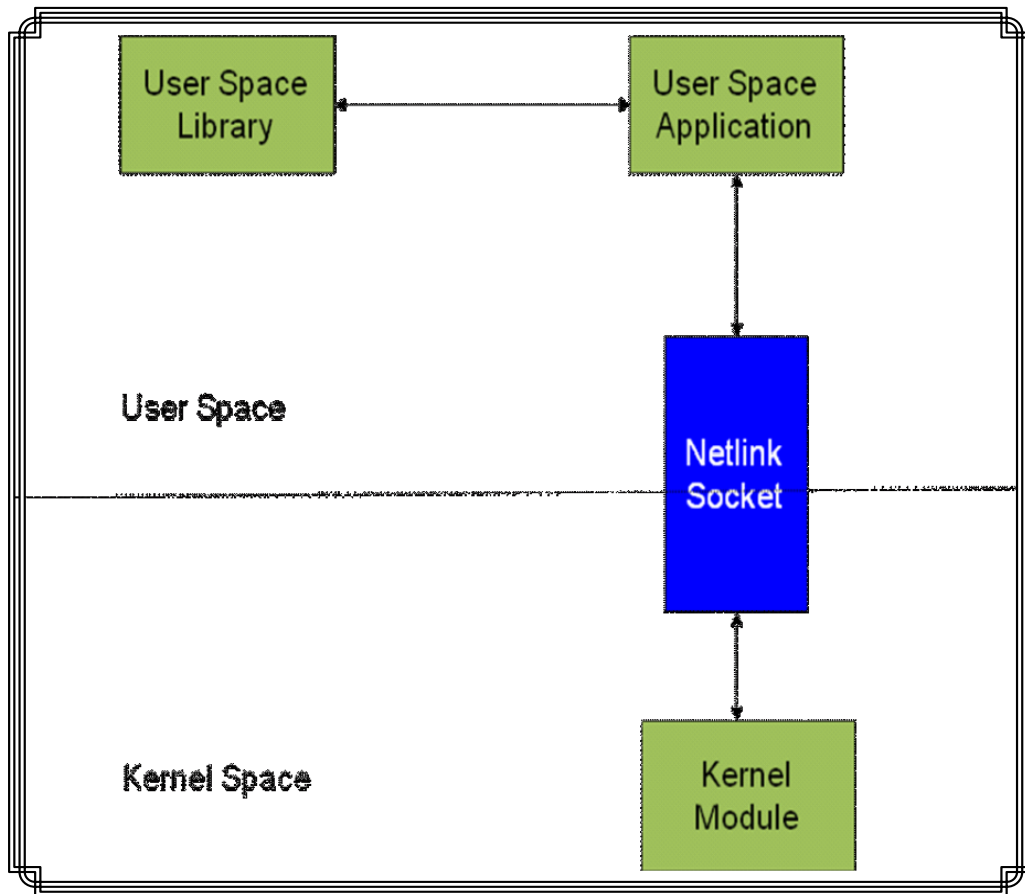 User Space
Library
User Space
Application
User Space
Netlink
Socket
Kernel Space
Kernel
Module